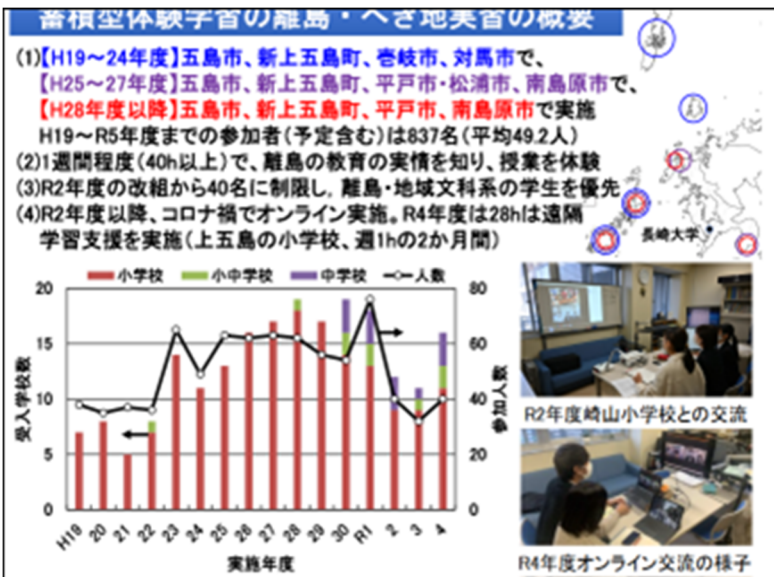 蓄積型体験学習の離島・へき地実習の概要
(1)【H19～24年度】五島市、新上五島町、壱岐市、対馬市で、
【H25～27年度】五島市、新上五島町、平戸市・松浦市、南島原市で、
【H28年度以降】五島市、新上五島町、平戸市、南島原市で実施
H19～R5年度までの参加者(予定含む)は837名(平均49.2人)
(2)1週間程度(40h以上)で、離島の教育の実情を知り、授業を体験
(3)R2年度の改組から40名に制限し、離島・地域文科系の学生を優先
(4)R2年度以降、コロナ禍でオンライン実施。R4年度は28hは遠隔
学習支援を実施(上五島の小学校、週1hの2か月間)
長崎大学
小学校 小中学校 中学校 人数
受入学校数
20
15
10
5
0
参加人数
80
60
40
20
0
H19 20 21 22 23 24 25 26 27 28 29 30 R1 2 3 4
実施年度
R2年度崎山小学校との交流
R4年度オンライン交流の様子